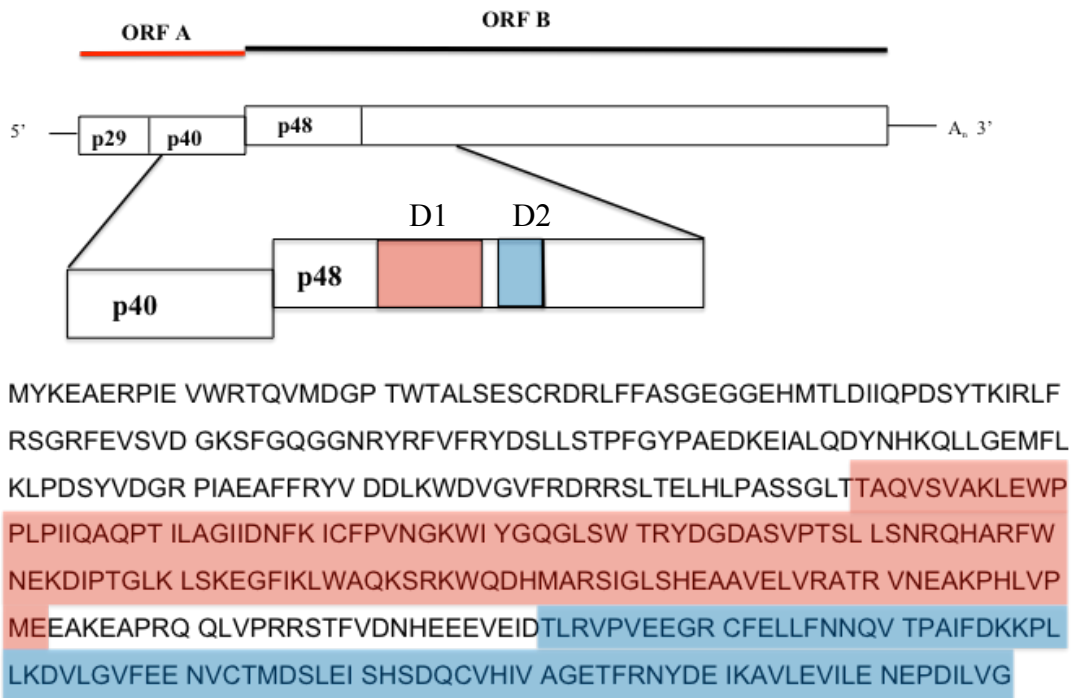 ORF A ORF B
5’ p29 p40 p48 Aₙ 3’
D1 D2
p48
p40
MYKEAERPIE VWRTQVMDGP TWTALSESCRDRLFFASGEGGEHMTLDIIQPDSYTKIRLF
RSGRFEVSVD GKSFGQGGNRYRFVFRYDSLLSTPFGYPAEDKEIALQDYNHKQLLGEMFL
KLPDSYVDGR PIAEAFFRYV DDLKWDVGVFRDRRSLTELHLPASSGLTTAQVSVAKLEWP
PLPIIQAQPT ILAGIIDNFK ICFPVNGKWI YGQGLSW TRYDGDASVPTSL LSNRQHARFW
NEKDIPTGLK LSKEGFIKLWAQKSRKWQDHMARSIGLSHEAAVELVRATR VNEAKPHLVP
MEEAKEAPRQ QLVPRRSTFVDNHEEEVEIDTLRVPVEEGR CFELLFNNQV TPAIFDKKPL
LKDVLGVFEE NVCTMDSLEI SHSDQCVHIV AGETFRNYDE IKAVLEVILE NEPDILVG